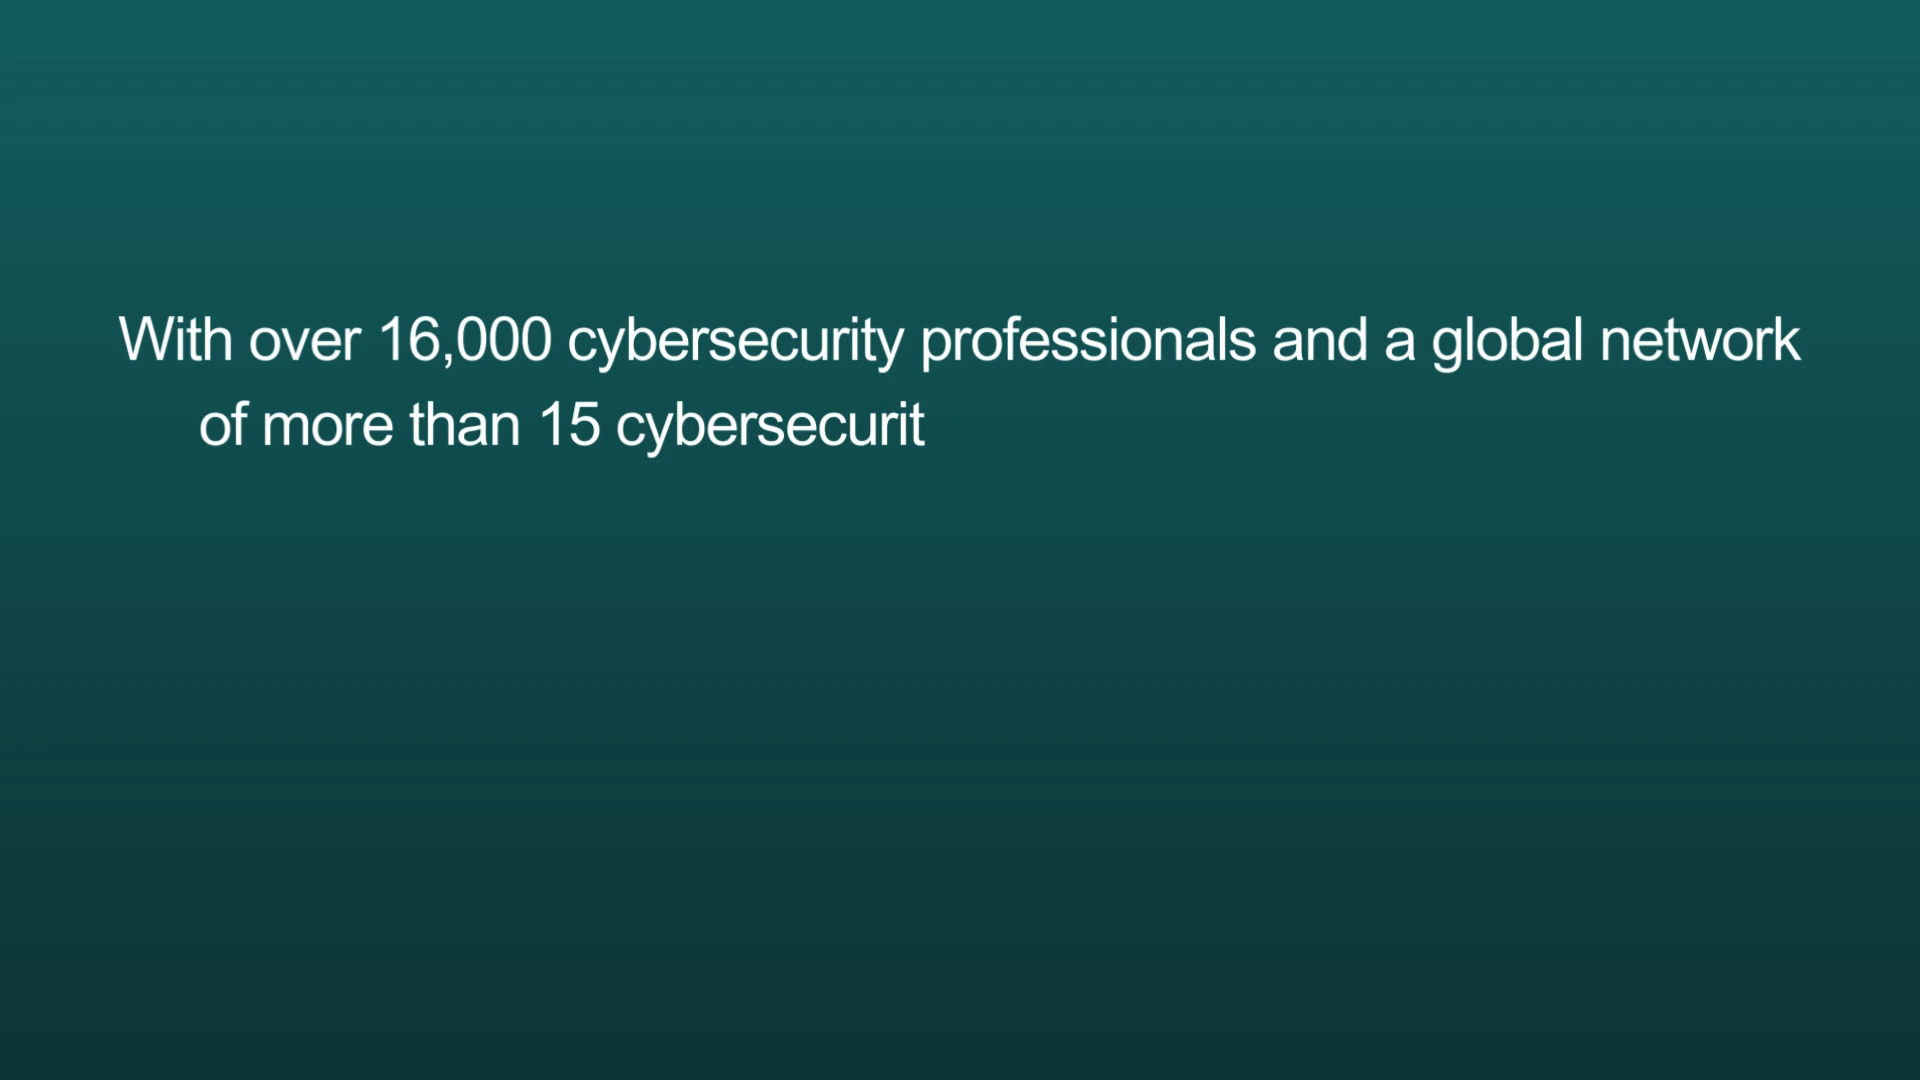 With over 16,000 cybersecurity professionals and a global network
of more than 15 cybersecurit